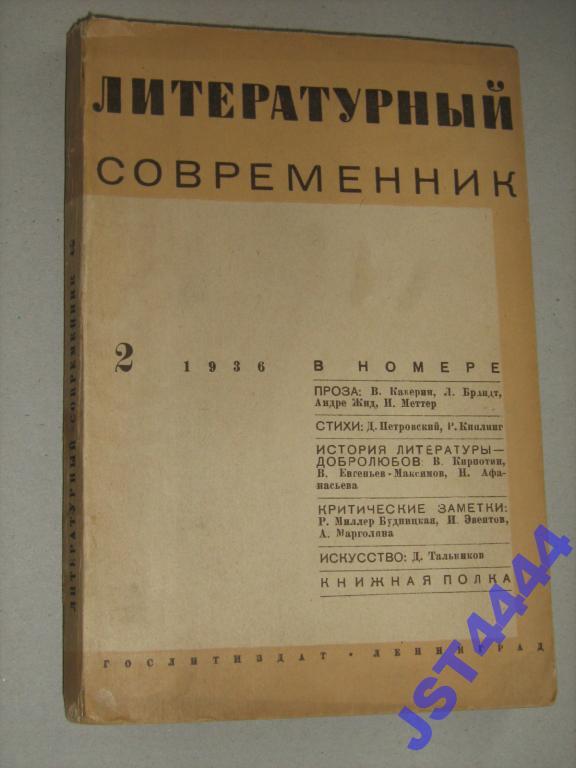 ЛИТЕРАТУРНЫЙ
СОВРЕМЕННИК
2 1936 В НОМЕРЕ
ПРОЗА: В. Каверин, Л. Брандт,
Андре Жид, И. Меттер
СТИХИ: Д. Петровский, Р. Киплинг
ИСТОРИЯ ЛИТЕРАТУРЫ—
ДОБРОЛЮБОВ: В. Кирпотин,
В. Евгеньев-Максимов, Н. Афа-
насьева
КРИТИЧЕСКИЕ ЗАМЕТКИ:
Р. Миллер Будницкая, И. Эвентов,
А. Марголина
ИСКУССТВО: Д. Тальников
КНИЖНАЯ ПОЛКА
ГОСЛИТИЗДАТ • ЛЕНИНГРАД
ЛИТЕРАТУРНЫЙ СОВРЕМЕННИК
JST4444